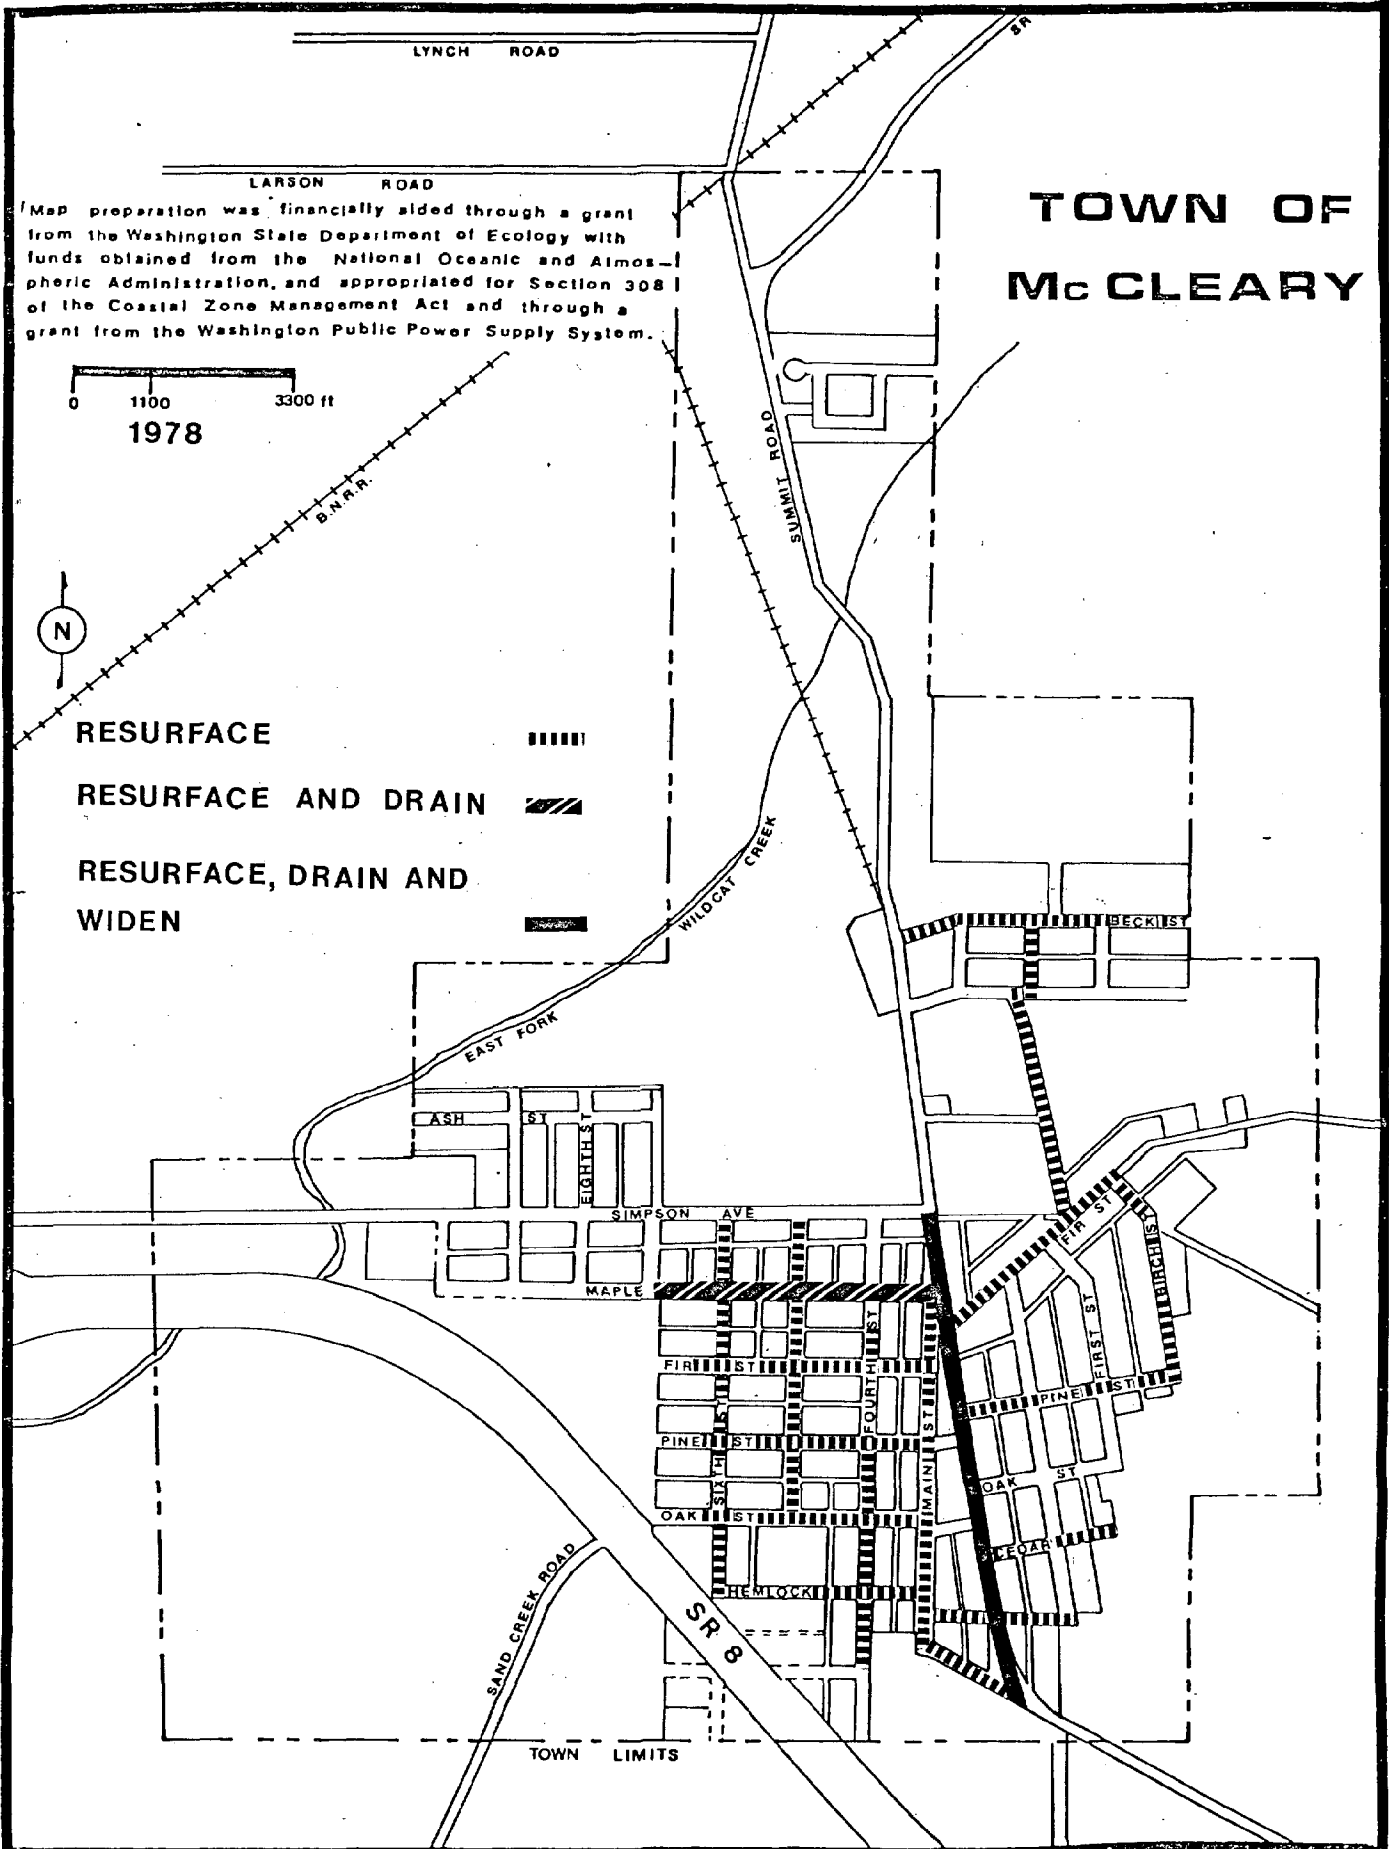 LYNCH ROAD
SR
LARSON ROAD
TOWN OF
McCLEARY
Map preparation was financially aided through a grant
from the Washington State Department of Ecology with
funds obtained from the National Oceanic and Atmos-
pheric Administration, and appropriated for Section 308
of the Coastal Zone Management Act and through a
grant from the Washington Public Power Supply System.
0 1100 3300 ft
1978
SUMMIT ROAD
B.N.R.R.
N
RESURFACE
RESURFACE AND DRAIN
RESURFACE, DRAIN AND
WIDEN
WILDCAT CREEK
BECK ST
EAST FORK
ASH ST
EIGHTH ST
SIMPSON AVE
FIR ST
BIRCH ST
MAPLE
FIRST ST
FOURTH ST
FIR ST
PINE ST
SIXTH ST
MAIN ST
PINE ST
OAK ST
OAK ST
CEDAR
HEMLOCK
SAND CREEK ROAD
SR 8
TOWN LIMITS